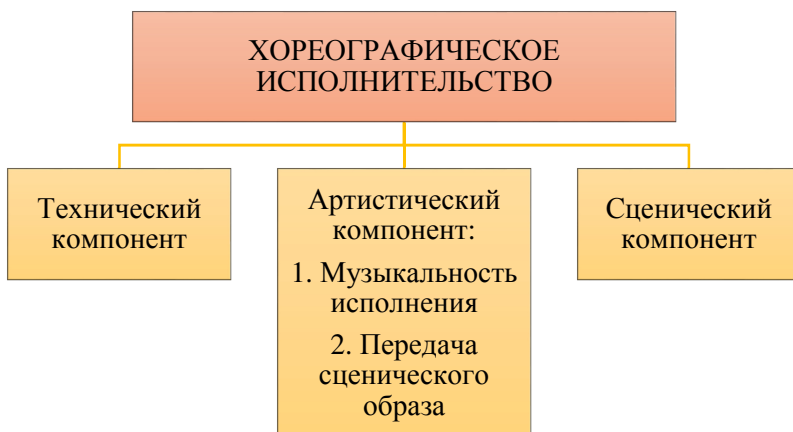 ХОРЕОГРАФИЧЕСКОЕ
ИСПОЛНИТЕЛЬСТВО
Технический
компонент
Артистический
компонент:
1. Музыкальность
исполнения
2. Передача
сценического
образа
Сценический
компонент